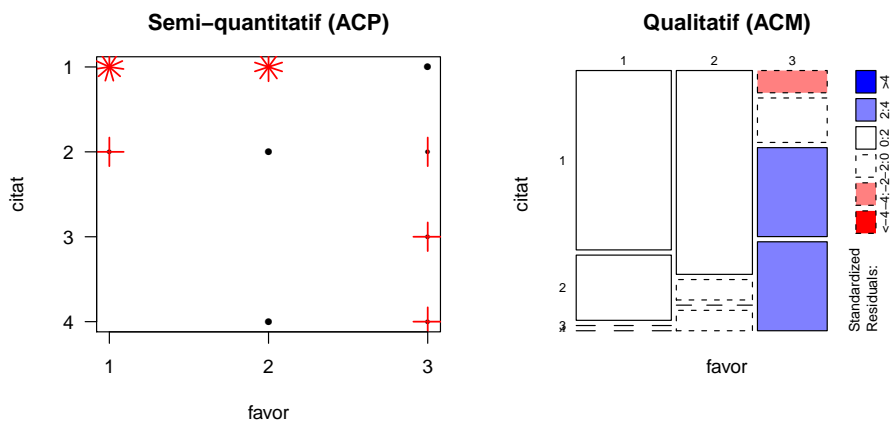 Semi−quantitatif (ACP)
1
2
3
4
citat
1 2 3
favor
Qualitatif (ACM)
1 2 3
1
2
3
citat
favor
Standardized
Residuals:
<−4
−4:−2
−2:0
0:2
2:4
>4